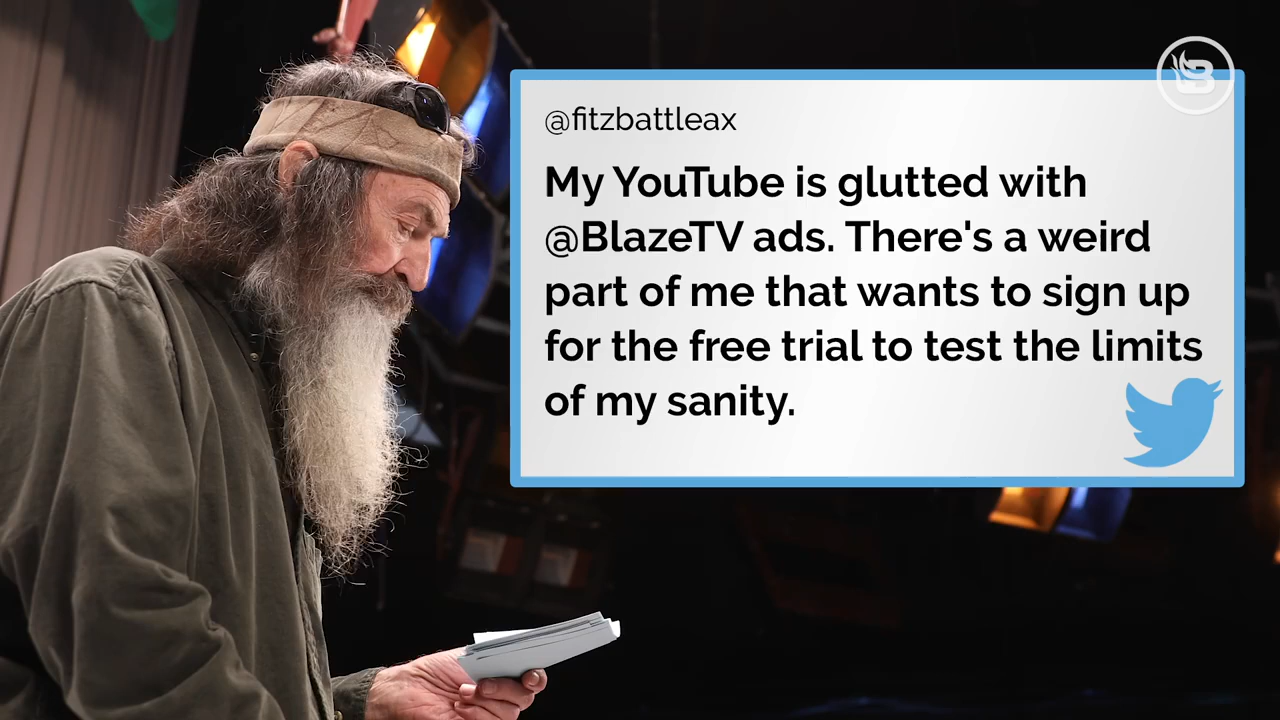 @fitzbattleax
My YouTube is glutted with
@BlazeTV ads. There's a weird
part of me that wants to sign up
for the free trial to test the limits
of my sanity.
B